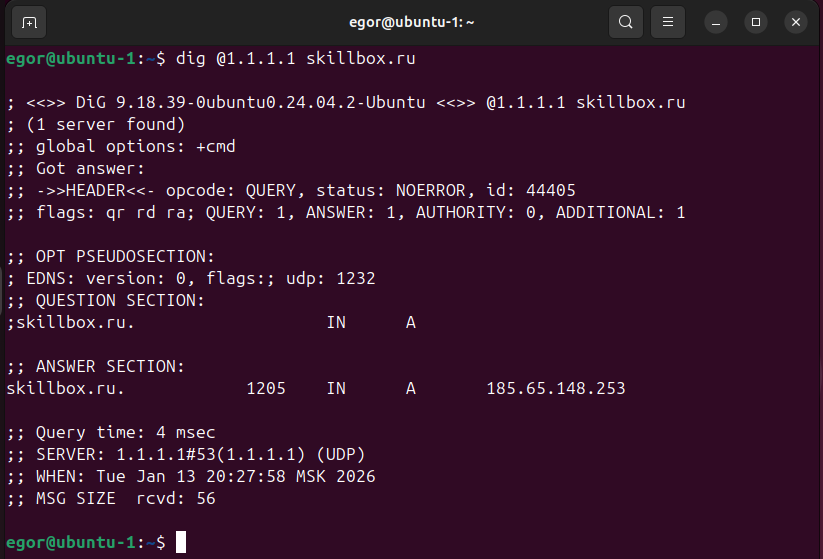 egor@ubuntu-1: ~
egor@ubuntu-1:~$ dig @1.1.1.1 skillbox.ru
; <<>> DiG 9.18.39-0ubuntu0.24.04.2-Ubuntu <<>> @1.1.1.1 skillbox.ru
; (1 server found)
;; global options: +cmd
;; Got answer:
;; ->>HEADER<<- opcode: QUERY, status: NOERROR, id: 44405
;; flags: qr rd ra; QUERY: 1, ANSWER: 1, AUTHORITY: 0, ADDITIONAL: 1
;; OPT PSEUDOSECTION:
; EDNS: version: 0, flags:; udp: 1232
;; QUESTION SECTION:
;skillbox.ru. IN A
;; ANSWER SECTION:
skillbox.ru. 1205 IN A 185.65.148.253
;; Query time: 4 msec
;; SERVER: 1.1.1.1#53(1.1.1.1) (UDP)
;; WHEN: Tue Jan 13 20:27:58 MSK 2026
;; MSG SIZE  rcvd: 56
egor@ubuntu-1:~$